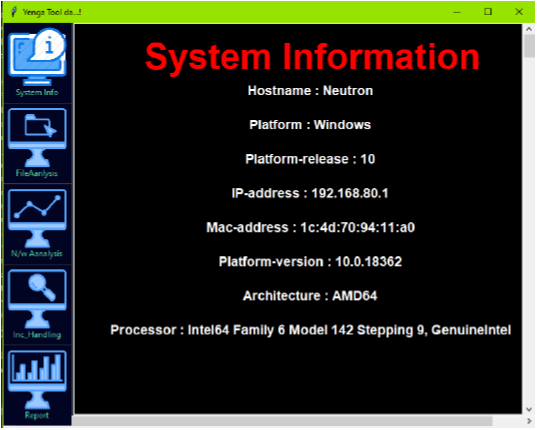 Yenga Tool da..!
System Info
FileAanlysis
N/w Aanalysis
Inc_Handling
Report
System Information
Hostname : Neutron
Platform : Windows
Platform-release : 10
IP-address : 192.168.80.1
Mac-address : 1c:4d:70:94:11:a0
Platform-version : 10.0.18362
Architecture : AMD64
Processor : Intel64 Family 6 Model 142 Stepping 9, GenuineIntel